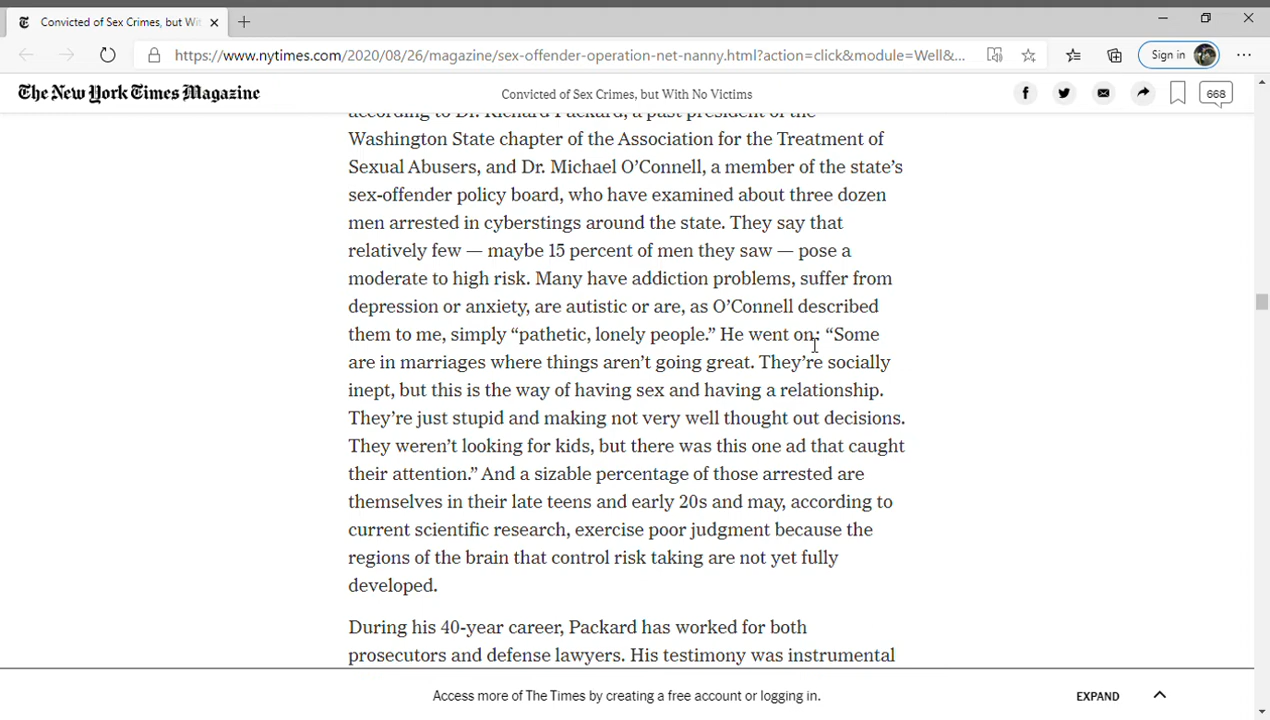 Convicted of Sex Crimes, but Wit
https://www.nytimes.com/2020/08/26/magazine/sex-offender-operation-net-nanny.html?action=click&module=Well&...
Sign in
The New York Times Magazine
Convicted of Sex Crimes, but With No Victims
668
according to Dr. Richard Packard, a past president of the
Washington State chapter of the Association for the Treatment of
Sexual Abusers, and Dr. Michael O’Connell, a member of the state’s
sex-offender policy board, who have examined about three dozen
men arrested in cyberstings around the state. They say that
relatively few — maybe 15 percent of men they saw — pose a
moderate to high risk. Many have addiction problems, suffer from
depression or anxiety, are autistic or are, as O’Connell described
them to me, simply “pathetic, lonely people.” He went on: “Some
are in marriages where things aren’t going great. They’re socially
inept, but this is the way of having sex and having a relationship.
They’re just stupid and making not very well thought out decisions.
They weren’t looking for kids, but there was this one ad that caught
their attention.” And a sizable percentage of those arrested are
themselves in their late teens and early 20s and may, according to
current scientific research, exercise poor judgment because the
regions of the brain that control risk taking are not yet fully
developed.
During his 40-year career, Packard has worked for both
prosecutors and defense lawyers. His testimony was instrumental
Access more of The Times by creating a free account or logging in.
EXPAND